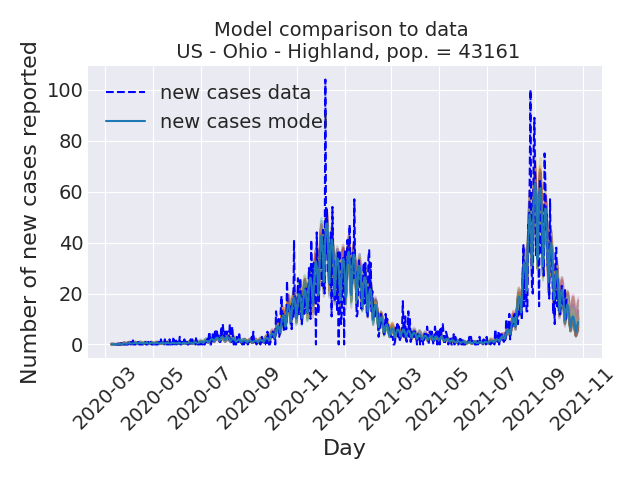 Model comparison to data
US - Ohio - Highland, pop. = 43161
Number of new cases reported
100
80
60
40
20
0
new cases data
new cases model
2020-03
2020-05
2020-07
2020-09
2020-11
2021-01
2021-03
2021-05
2021-07
2021-09
2021-11
Day